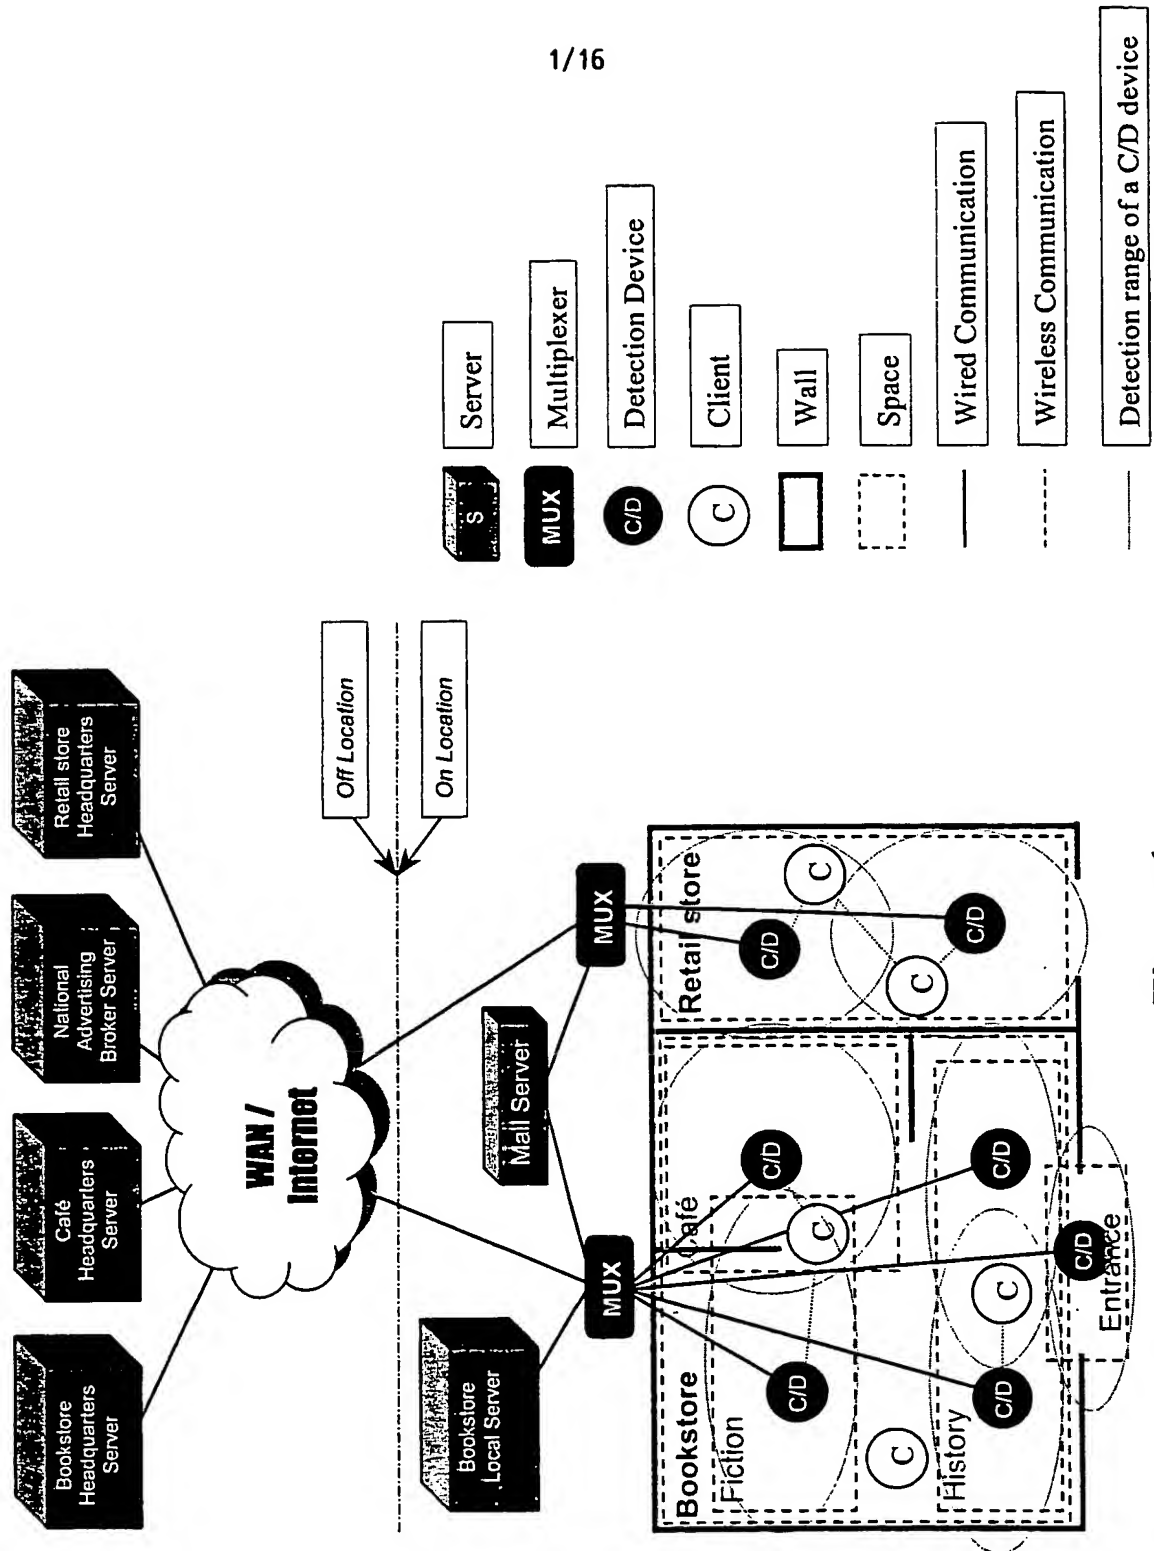 1/16
Bookstore
Headquarters
Server
Café
Headquarters
Server
National
Advertising
Broker Server
Retail store
Headquarters
Server
WAN /
Internet
Off Location
On Location
Bookstore
Local Server
Mall Server
MUX
MUX
Bookstore
Fiction
C/D
C
History
C/D
C
Café
C/D
C
C/D
C/D
Entrance
Retail store
C/D
C
C
C/D
S
Server
MUX
Multiplexer
C/D
Detection Device
C
Client
Wall
Space
Wired Communication
Wireless Communication
Detection range of a C/D device